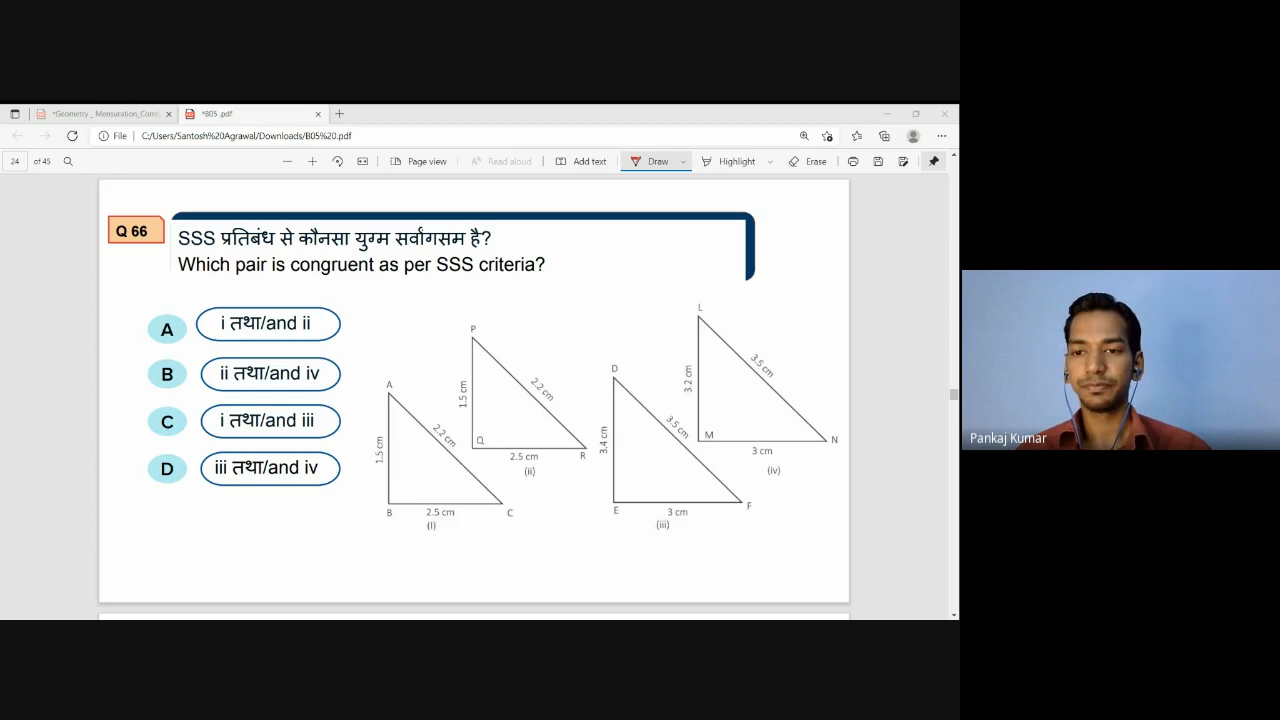 *Geometry _ Mensuration_Comb
*B05 .pdf
File
C:/Users/Santosh%20Agrawal/Downloads/B05%20.pdf
24 of 45
Page view
Read aloud
Add text
Draw
Highlight
Erase
Q 66
SSS प्रतिबंध से कौनसा युग्म सर्वांगसम है?
Which pair is congruent as per SSS criteria?
A i तथा/and ii
B ii तथा/and iv
C i तथा/and iii
D iii तथा/and iv
A
1.5 cm
2.2 cm
B
2.5 cm
C
(I)
P
1.5 cm
2.2 cm
Q
2.5 cm
R
(ii)
D
3.4 cm
3.5 cm
E
3 cm
F
(iii)
L
3.2 cm
3.5 cm
M
3 cm
N
(iv)
Pankaj Kumar